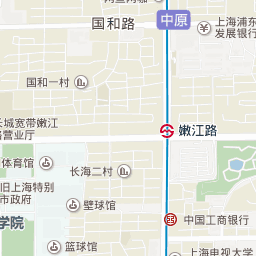 国和路
中原
上海浦东
发展银行
国和一村
长城宽带嫩江
路营业厅
嫩江路
体育馆
长海二村
旧上海特别
市政府
壁球馆
学院
中国工商银行
篮球馆
上海申视大学